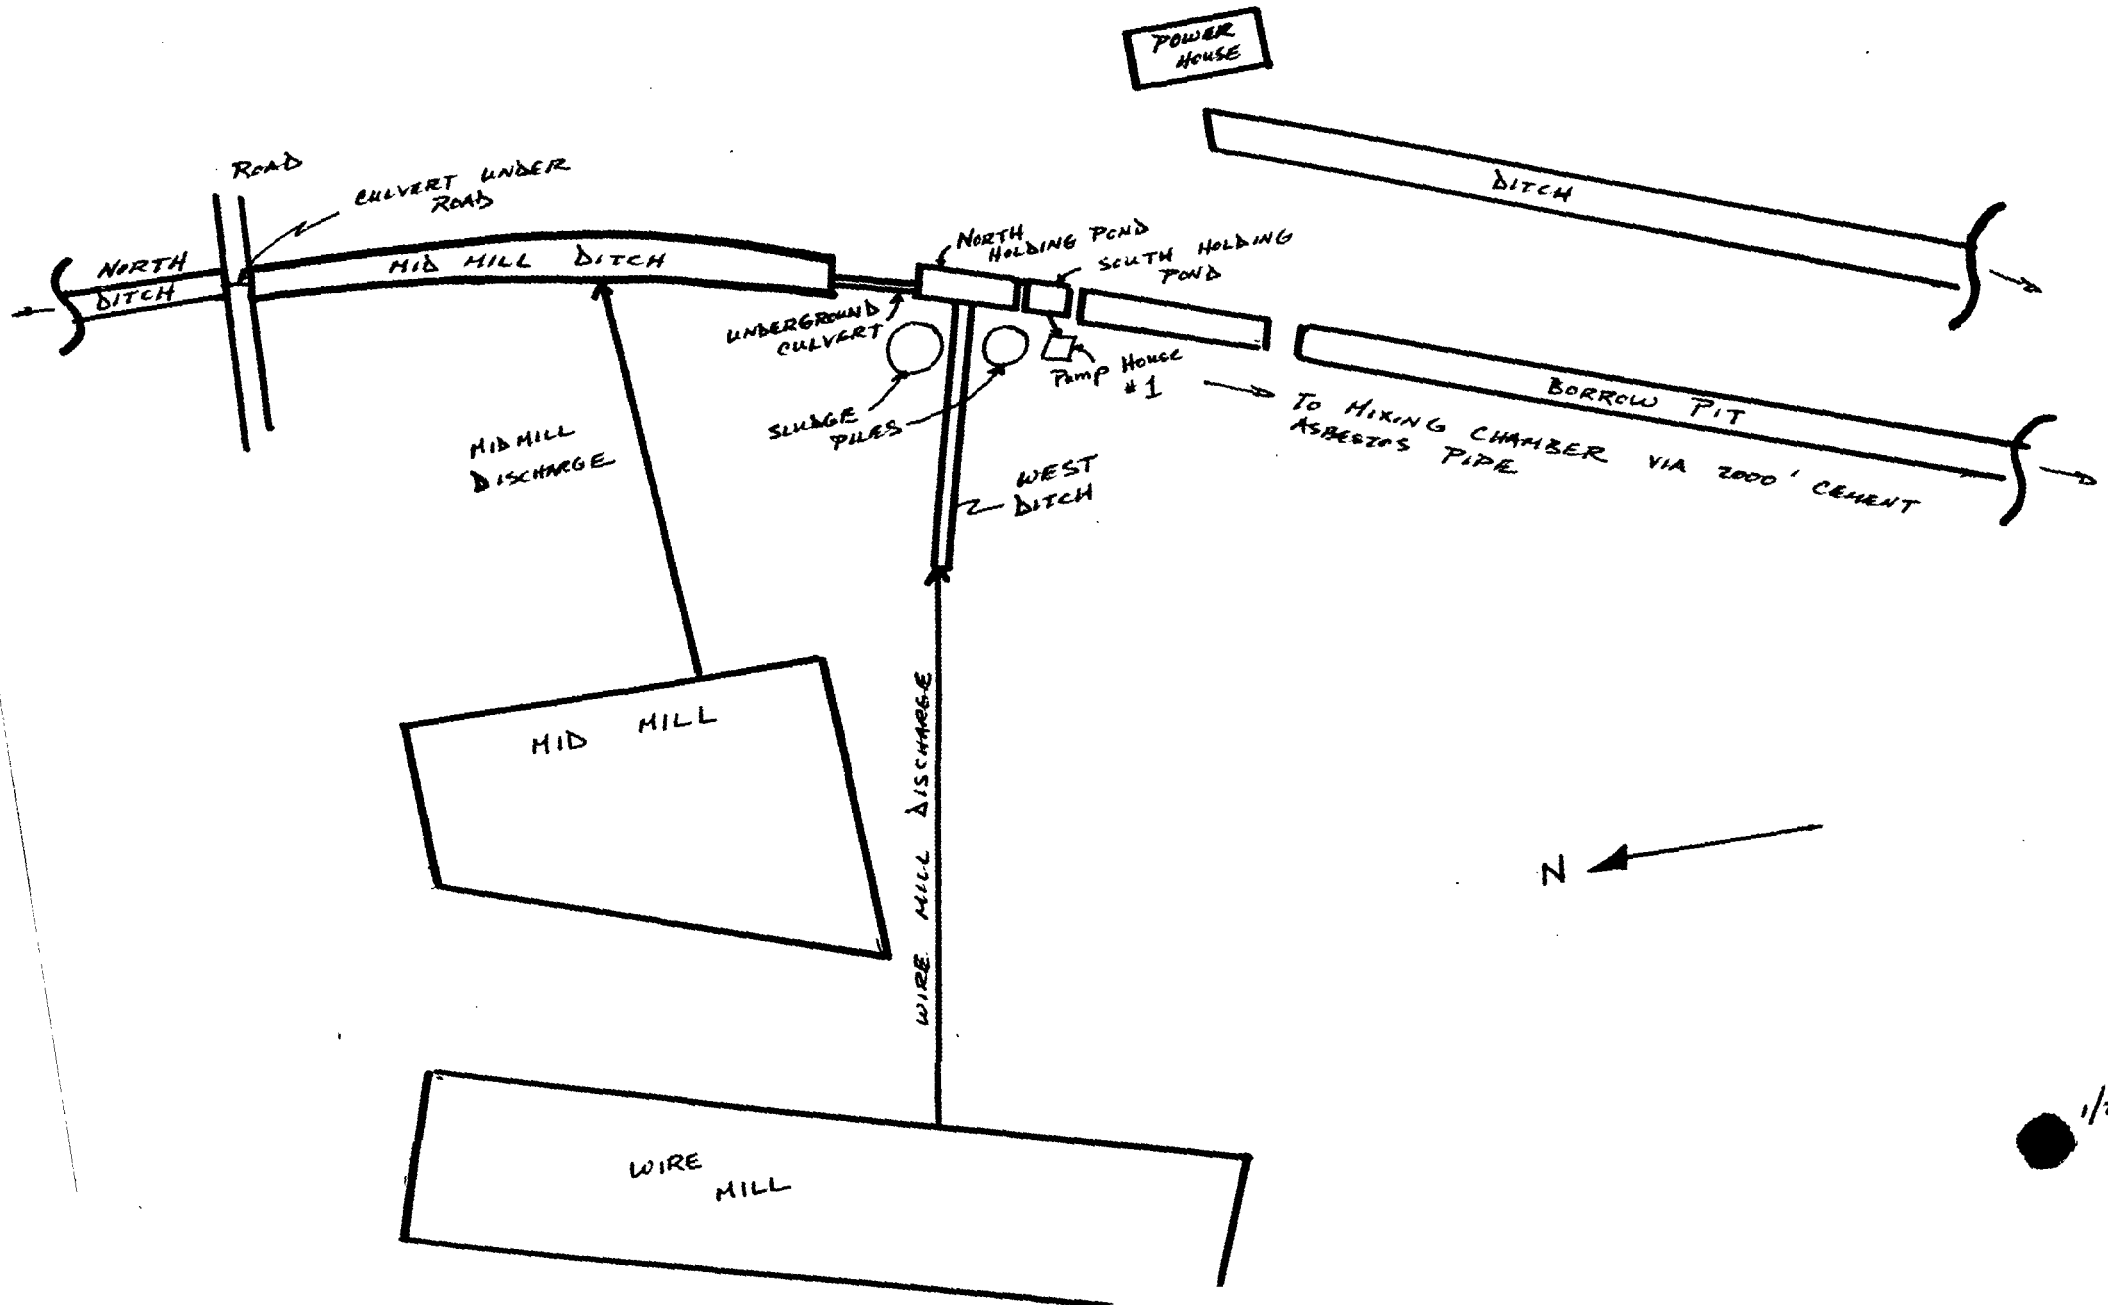 POWER
HOUSE
ROAD
CULVERT UNDER
ROAD
DITCH
NORTH
DITCH
MID MILL DITCH
NORTH
HOLDING POND
SOUTH HOLDING
POND
UNDERGROUND
CULVERT
PUMP HOUSE
#1
SLUDGE
PILES
BORROW PIT
TO MIXING CHAMBER VIA 2000' CEMENT
ASBESTOS PIPE
MID MILL
DISCHARGE
WEST
DITCH
MID MILL
WIRE MILL DISCHARGE
N
WIRE
MILL